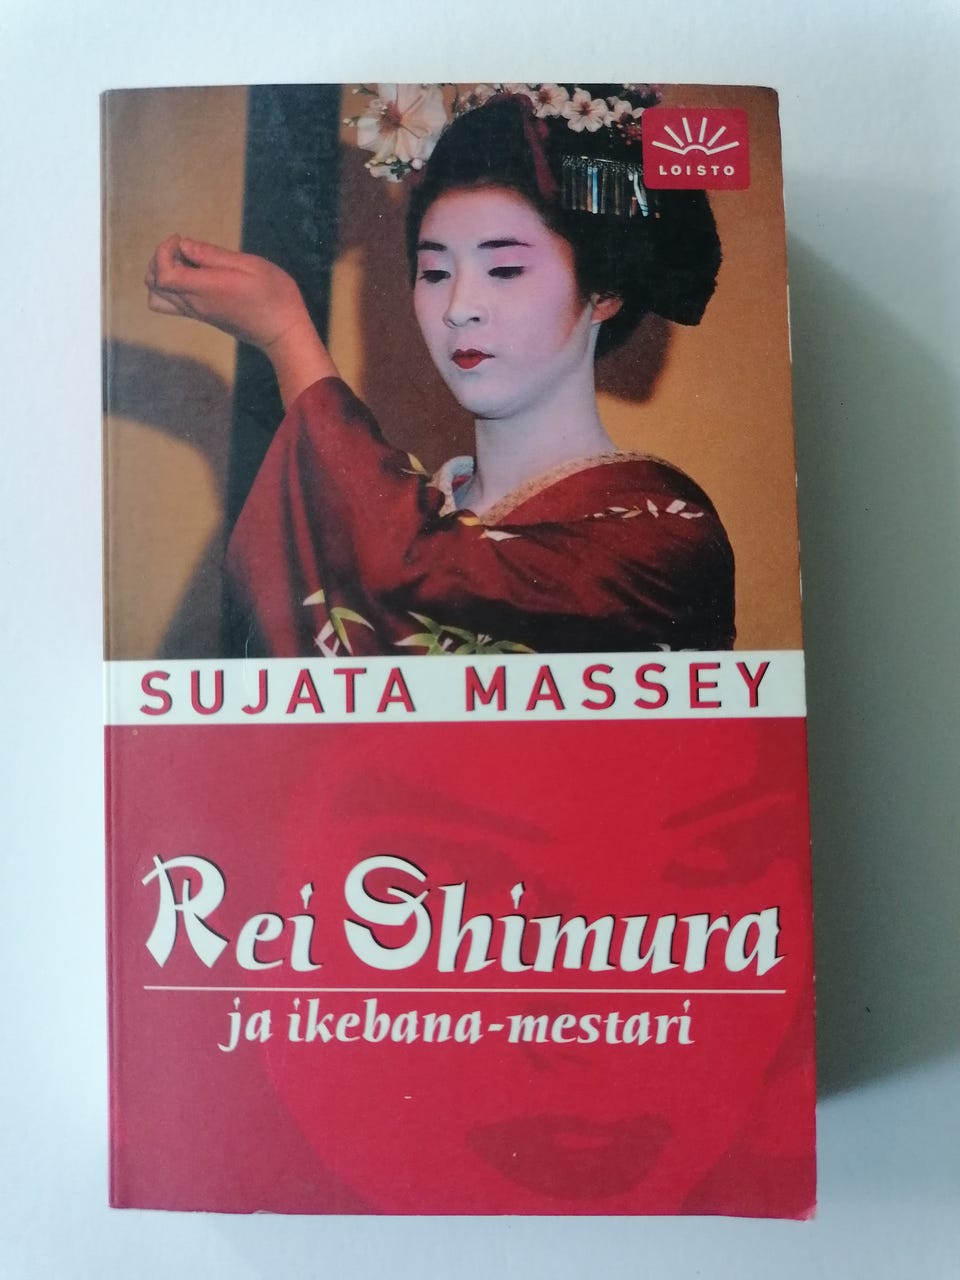 LOISTO
SUJATA MASSEY
Rei Shimura
ja ikebana-mestari